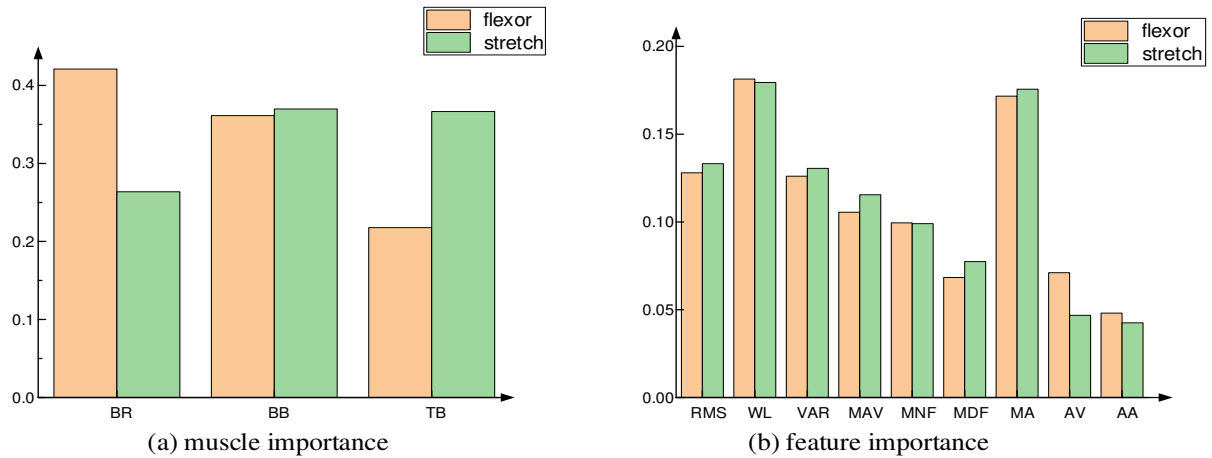 flexor
stretch
0.4
0.3
0.2
0.0
BR BB TB
(a) muscle importance
flexor
stretch
0.20
0.15
0.10
0.05
0.00
RMS WL VAR MAV MNF MDF MA AV AA
(b) feature importance